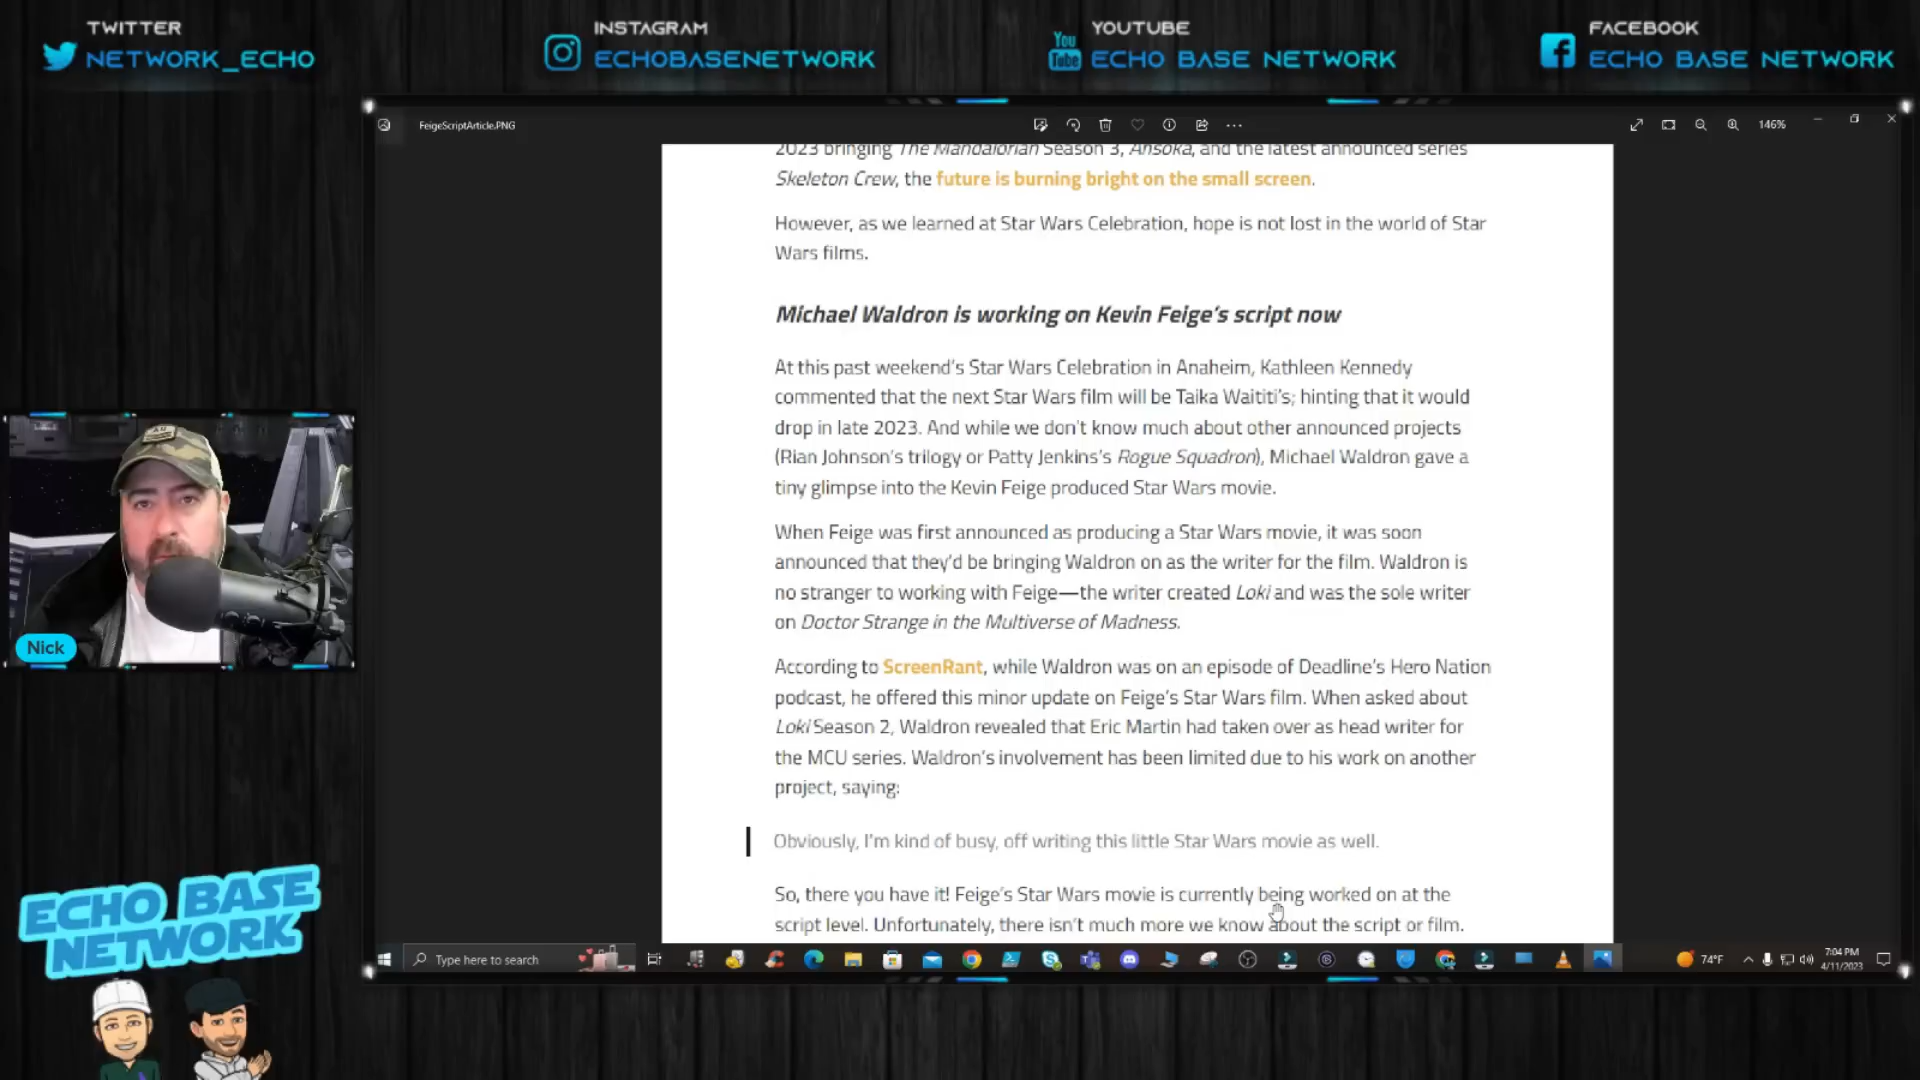 TWITTER
NETWORK_ECHO
INSTAGRAM
ECHOBASENETWORK
You
Tube
YOUTUBE
ECHO BASE NETWORK
FACEBOOK
ECHO BASE NETWORK
FeigeScriptArticle.PNG
146%
2023 bringing The Mandalorian Season 3, Ahsoka, and the latest announced series
Skeleton Crew, the future is burning bright on the small screen.
However, as we learned at Star Wars Celebration, hope is not lost in the world of Star
Wars films.
Michael Waldron is working on Kevin Feige's script now
At this past weekend's Star Wars Celebration in Anaheim, Kathleen Kennedy
commented that the next Star Wars film will be Taika Waititi's; hinting that it would
drop in late 2023. And while we don't know much about other announced projects
(Rian Johnson's trilogy or Patty Jenkins's Rogue Squadron), Michael Waldron gave a
tiny glimpse into the Kevin Feige produced Star Wars movie.
When Feige was first announced as producing a Star Wars movie, it was soon
announced that they'd be bringing Waldron on as the writer for the film. Waldron is
no stranger to working with Feige—the writer created Loki and was the sole writer
on Doctor Strange in the Multiverse of Madness.
According to ScreenRant, while Waldron was on an episode of Deadline's Hero Nation
podcast, he offered this minor update on Feige's Star Wars film. When asked about
Loki Season 2, Waldron revealed that Eric Martin had taken over as head writer for
the MCU series. Waldron's involvement has been limited due to his work on another
project, saying:
Obviously, I'm kind of busy, off writing this little Star Wars movie as well.
So, there you have it! Feige's Star Wars movie is currently being worked on at the
script level. Unfortunately, there isn't much more we know about the script or film.
Nick
ECHO BASE
NETWORK
Type here to search
74°F
7:04 PM
4/11/2023